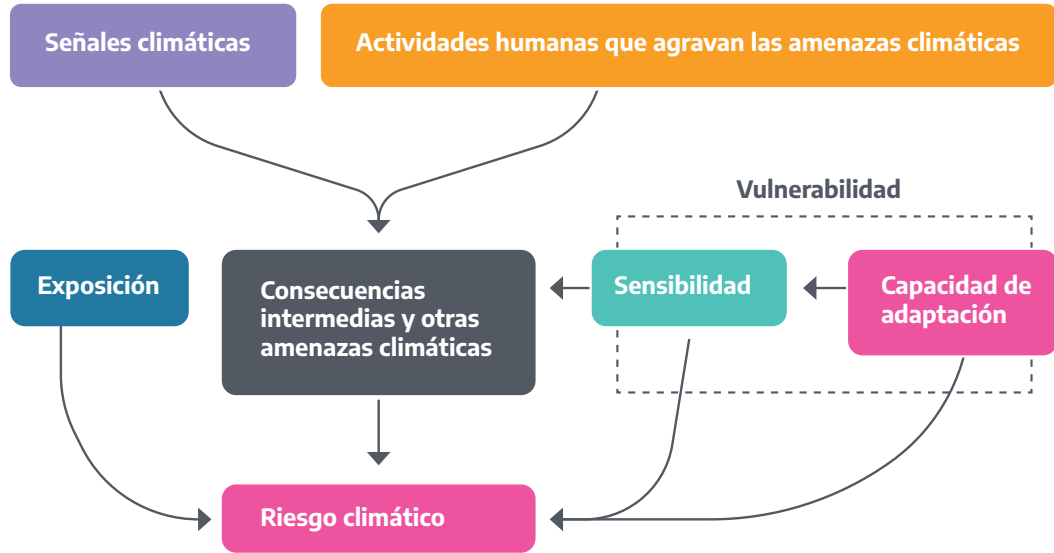 Señales climáticas
Actividades humanas que agravan las amenazas climáticas
Vulnerabilidad
Exposición
Consecuencias
intermedias y otras
amenazas climáticas
Sensibilidad
Capacidad de
adaptación
Riesgo climático